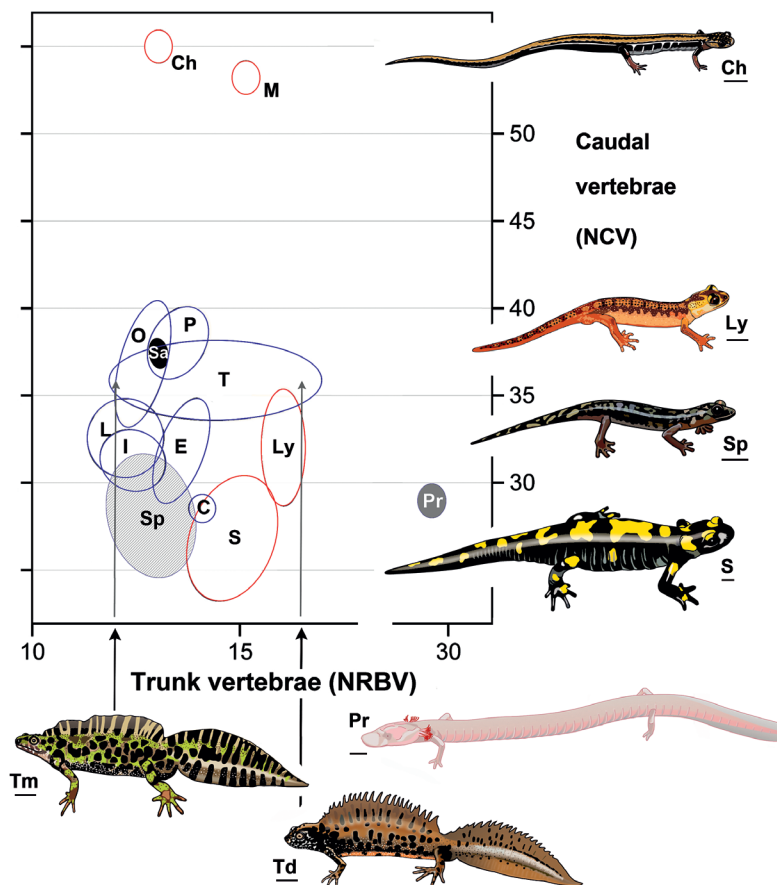 Ch
M
Ch
50
Caudal
vertebrae
(NCV)
45
40
O
P
Sa
Ly
T
35
L
I
E
Ly
Sp
30
Sp
C
S
Pr
S
10
15
30
Trunk vertebrae (NRBV)
Pr
Tm
Td